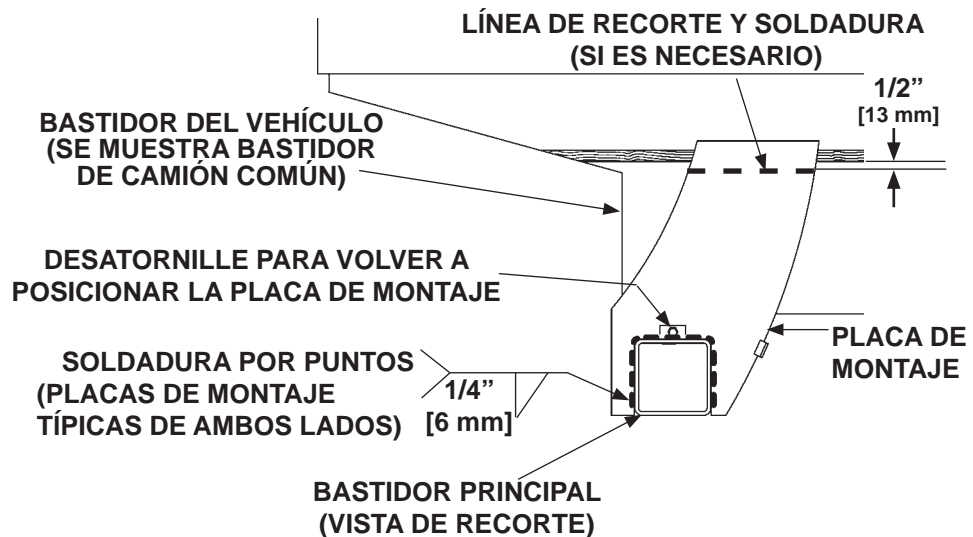 LÍNEA DE RECORTE Y SOLDADURA
(SI ES NECESARIO)
1/2”
[13 mm]
BASTIDOR DEL VEHÍCULO
(SE MUESTRA BASTIDOR
DE CAMIÓN COMÚN)
DESATORNILLE PARA VOLVER A
POSICIONAR LA PLACA DE MONTAJE
PLACA DE
MONTAJE
SOLDADURA POR PUNTOS
(PLACAS DE MONTAJE
TÍPICAS DE AMBOS LADOS)
1/4”
[6 mm]
BASTIDOR PRINCIPAL
(VISTA DE RECORTE)